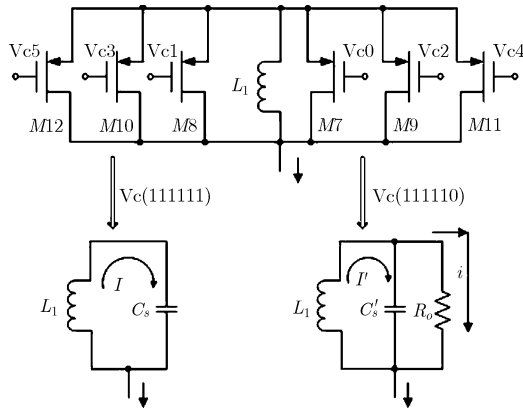 Vc5 Vc3 Vc1 Vc0 Vc2 Vc4
L₁
M12 M10 M8 M7 M9 M11
Vc(111111) Vc(111110)
I I′ i
L₁ Cₛ L₁ Cₛ′ Rₒ